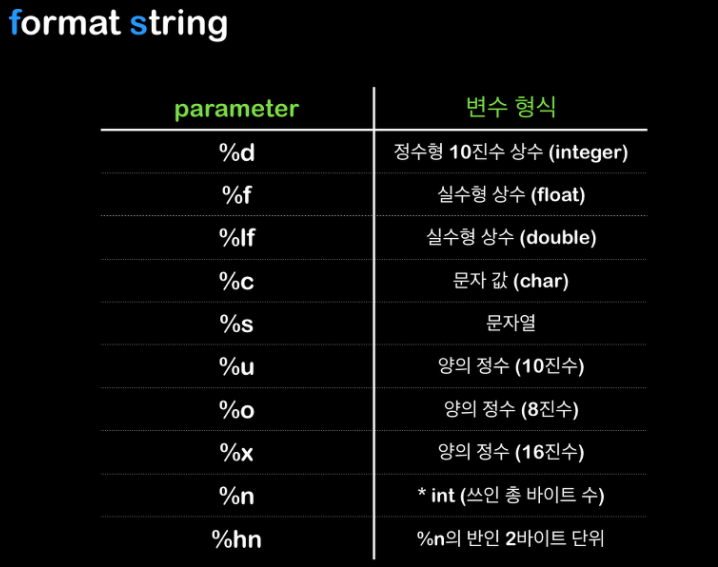 format string
parameter 변수 형식
%d 정수형 10진수 상수 (integer)
%f 실수형 상수 (float)
%lf 실수형 상수 (double)
%c 문자 값 (char)
%s 문자열
%u 양의 정수 (10진수)
%o 양의 정수 (8진수)
%x 양의 정수 (16진수)
%n * int (쓰인 총 바이트 수)
%hn %n의 반인 2바이트 단위